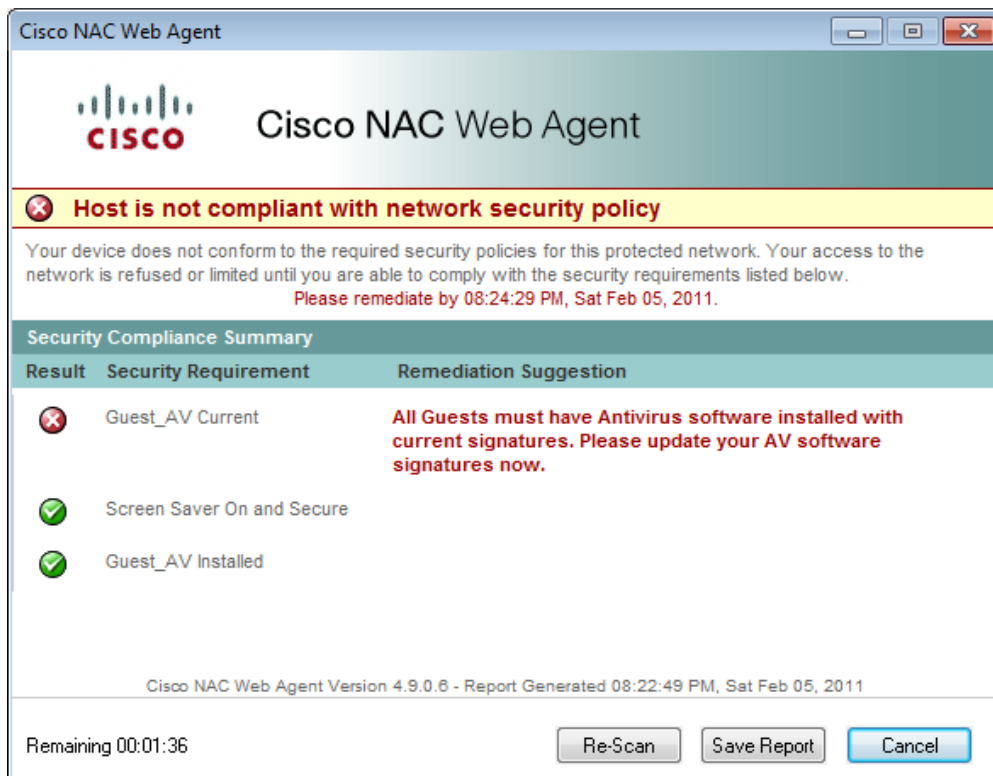 Cisco NAC Web Agent
CISCO
Cisco NAC Web Agent
Host is not compliant with network security policy
Your device does not conform to the required security policies for this protected network. Your access to the
network is refused or limited until you are able to comply with the security requirements listed below.
Please remediate by 08:24:29 PM, Sat Feb 05, 2011.
Security Compliance Summary
Result Security Requirement Remediation Suggestion
Guest_AV Current All Guests must have Antivirus software installed with
current signatures. Please update your AV software
signatures now.
Screen Saver On and Secure
Guest_AV Installed
Cisco NAC Web Agent Version 4.9.0.6 - Report Generated 08:22:49 PM, Sat Feb 05, 2011
Remaining 00:01:36 Re-Scan Save Report Cancel